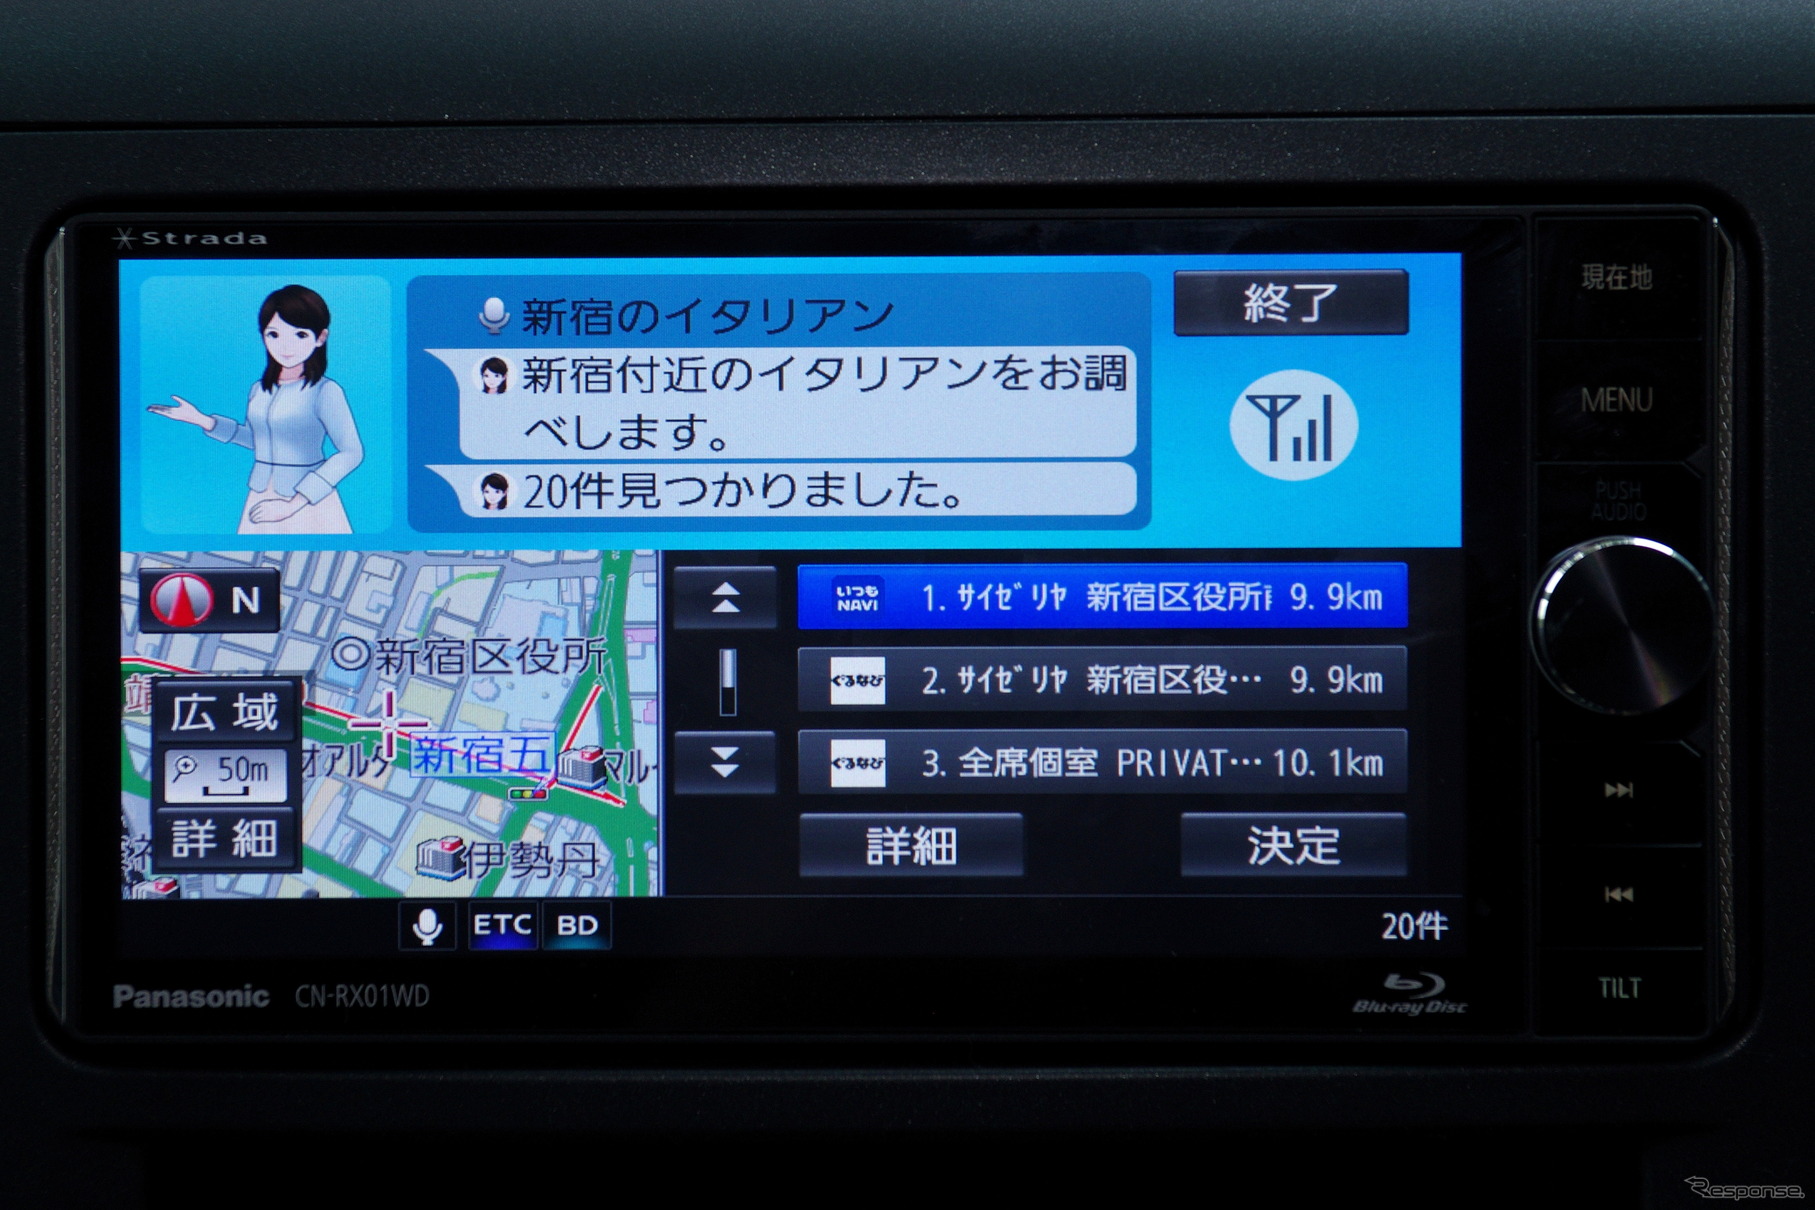 Strada
新宿のイタリアン
新宿付近のイタリアンをお調
べします。
20件見つかりました。
終了
現在地
MENU
PUSH
AUDIO
N
新宿区役所
広域
50m
詳細
新宿五
伊勢丹
いつも
NAVI
1. ｻｲｾﾞﾘﾔ 新宿区役所 9.9km
ぐるなび
2. ｻｲｾﾞﾘﾔ 新宿区役… 9.9km
ぐるなび
3. 全席個室 PRIVAT… 10.1km
詳細
決定
ETC
BD
20件
Panasonic CN-RX01WD
Blu-ray Disc
TILT
Response.